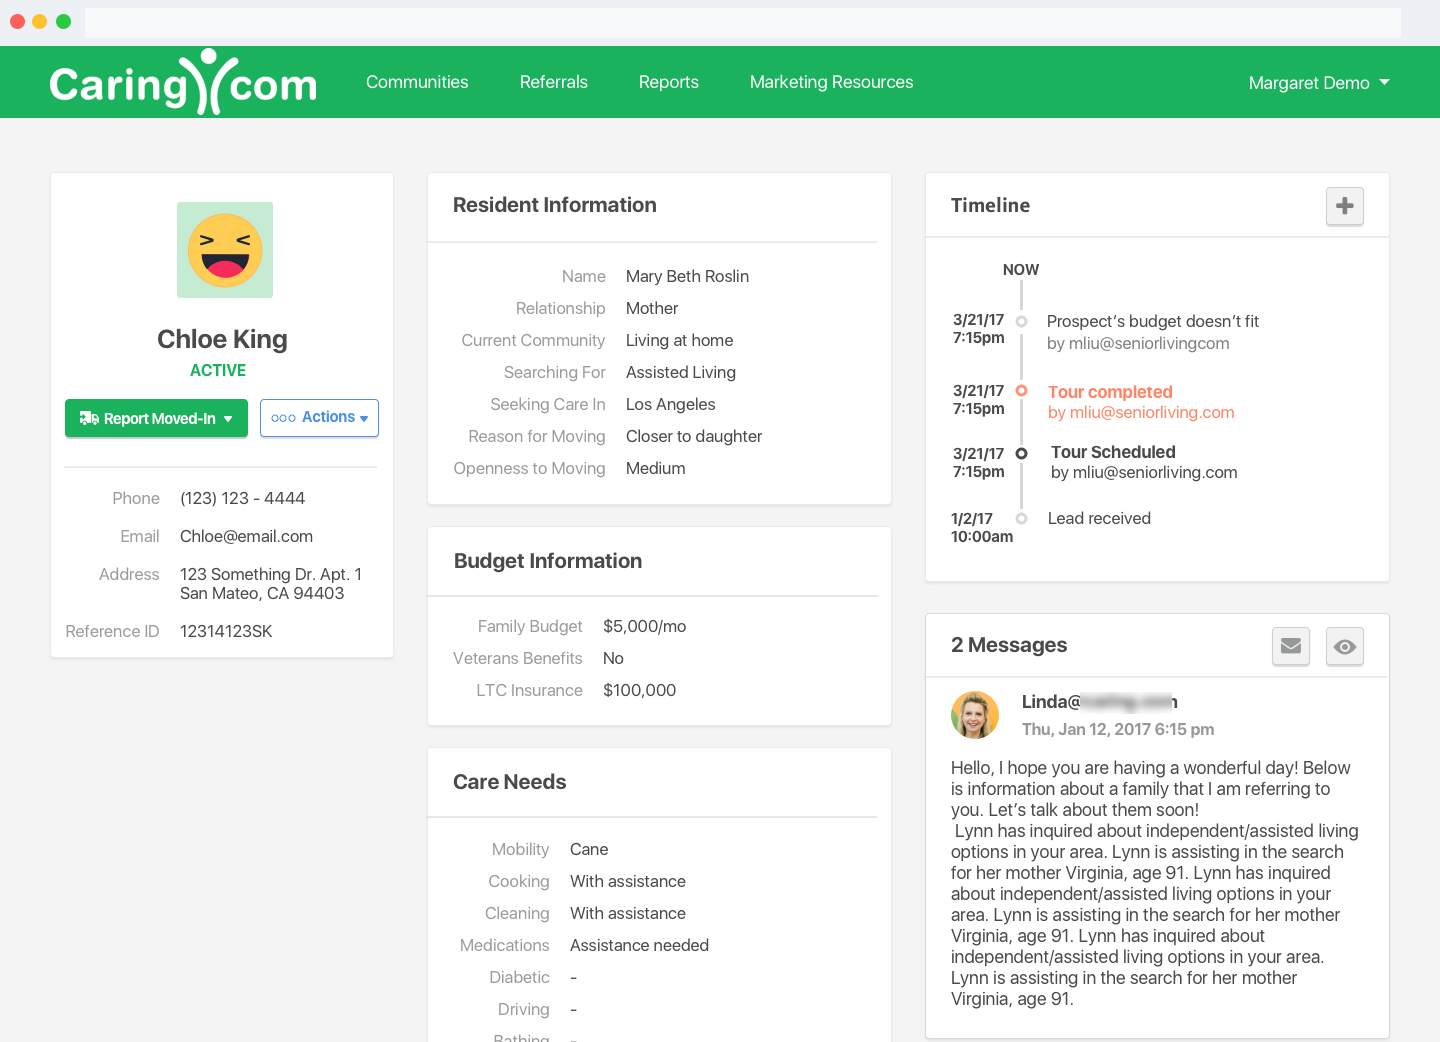 Caring com
Communities
Referrals
Reports
Marketing Resources
Margaret Demo
Chloe King
ACTIVE
Report Moved-In
Actions
Phone (123) 123 - 4444
Email Chloe@email.com
Address 123 Something Dr. Apt. 1
San Mateo, CA 94403
Reference ID 12314123SK
Resident Information
Name Mary Beth Roslin
Relationship Mother
Current Community Living at home
Searching For Assisted Living
Seeking Care In Los Angeles
Reason for Moving Closer to daughter
Openness to Moving Medium
Budget Information
Family Budget $5,000/mo
Veterans Benefits No
LTC Insurance $100,000
Care Needs
Mobility Cane
Cooking With assistance
Cleaning With assistance
Medications Assistance needed
Diabetic -
Driving -
Bathing -
Timeline
NOW
3/21/17 Prospect’s budget doesn’t fit
7:15pm by mliu@seniorlivingcom
3/21/17 Tour completed
7:15pm by mliu@seniorliving.com
3/21/17 Tour Scheduled
7:15pm by mliu@seniorliving.com
1/2/17 Lead received
10:00am
2 Messages
Linda@
Thu, Jan 12, 2017 6:15 pm
Hello, I hope you are having a wonderful day! Below
is information about a family that I am referring to
you. Let’s talk about them soon!
Lynn has inquired about independent/assisted living
options in your area. Lynn is assisting in the search
for her mother Virginia, age 91. Lynn has inquired
about independent/assisted living options in your
area. Lynn is assisting in the search for her mother
Virginia, age 91. Lynn has inquired about
independent/assisted living options in your area.
Lynn is assisting in the search for her mother
Virginia, age 91.